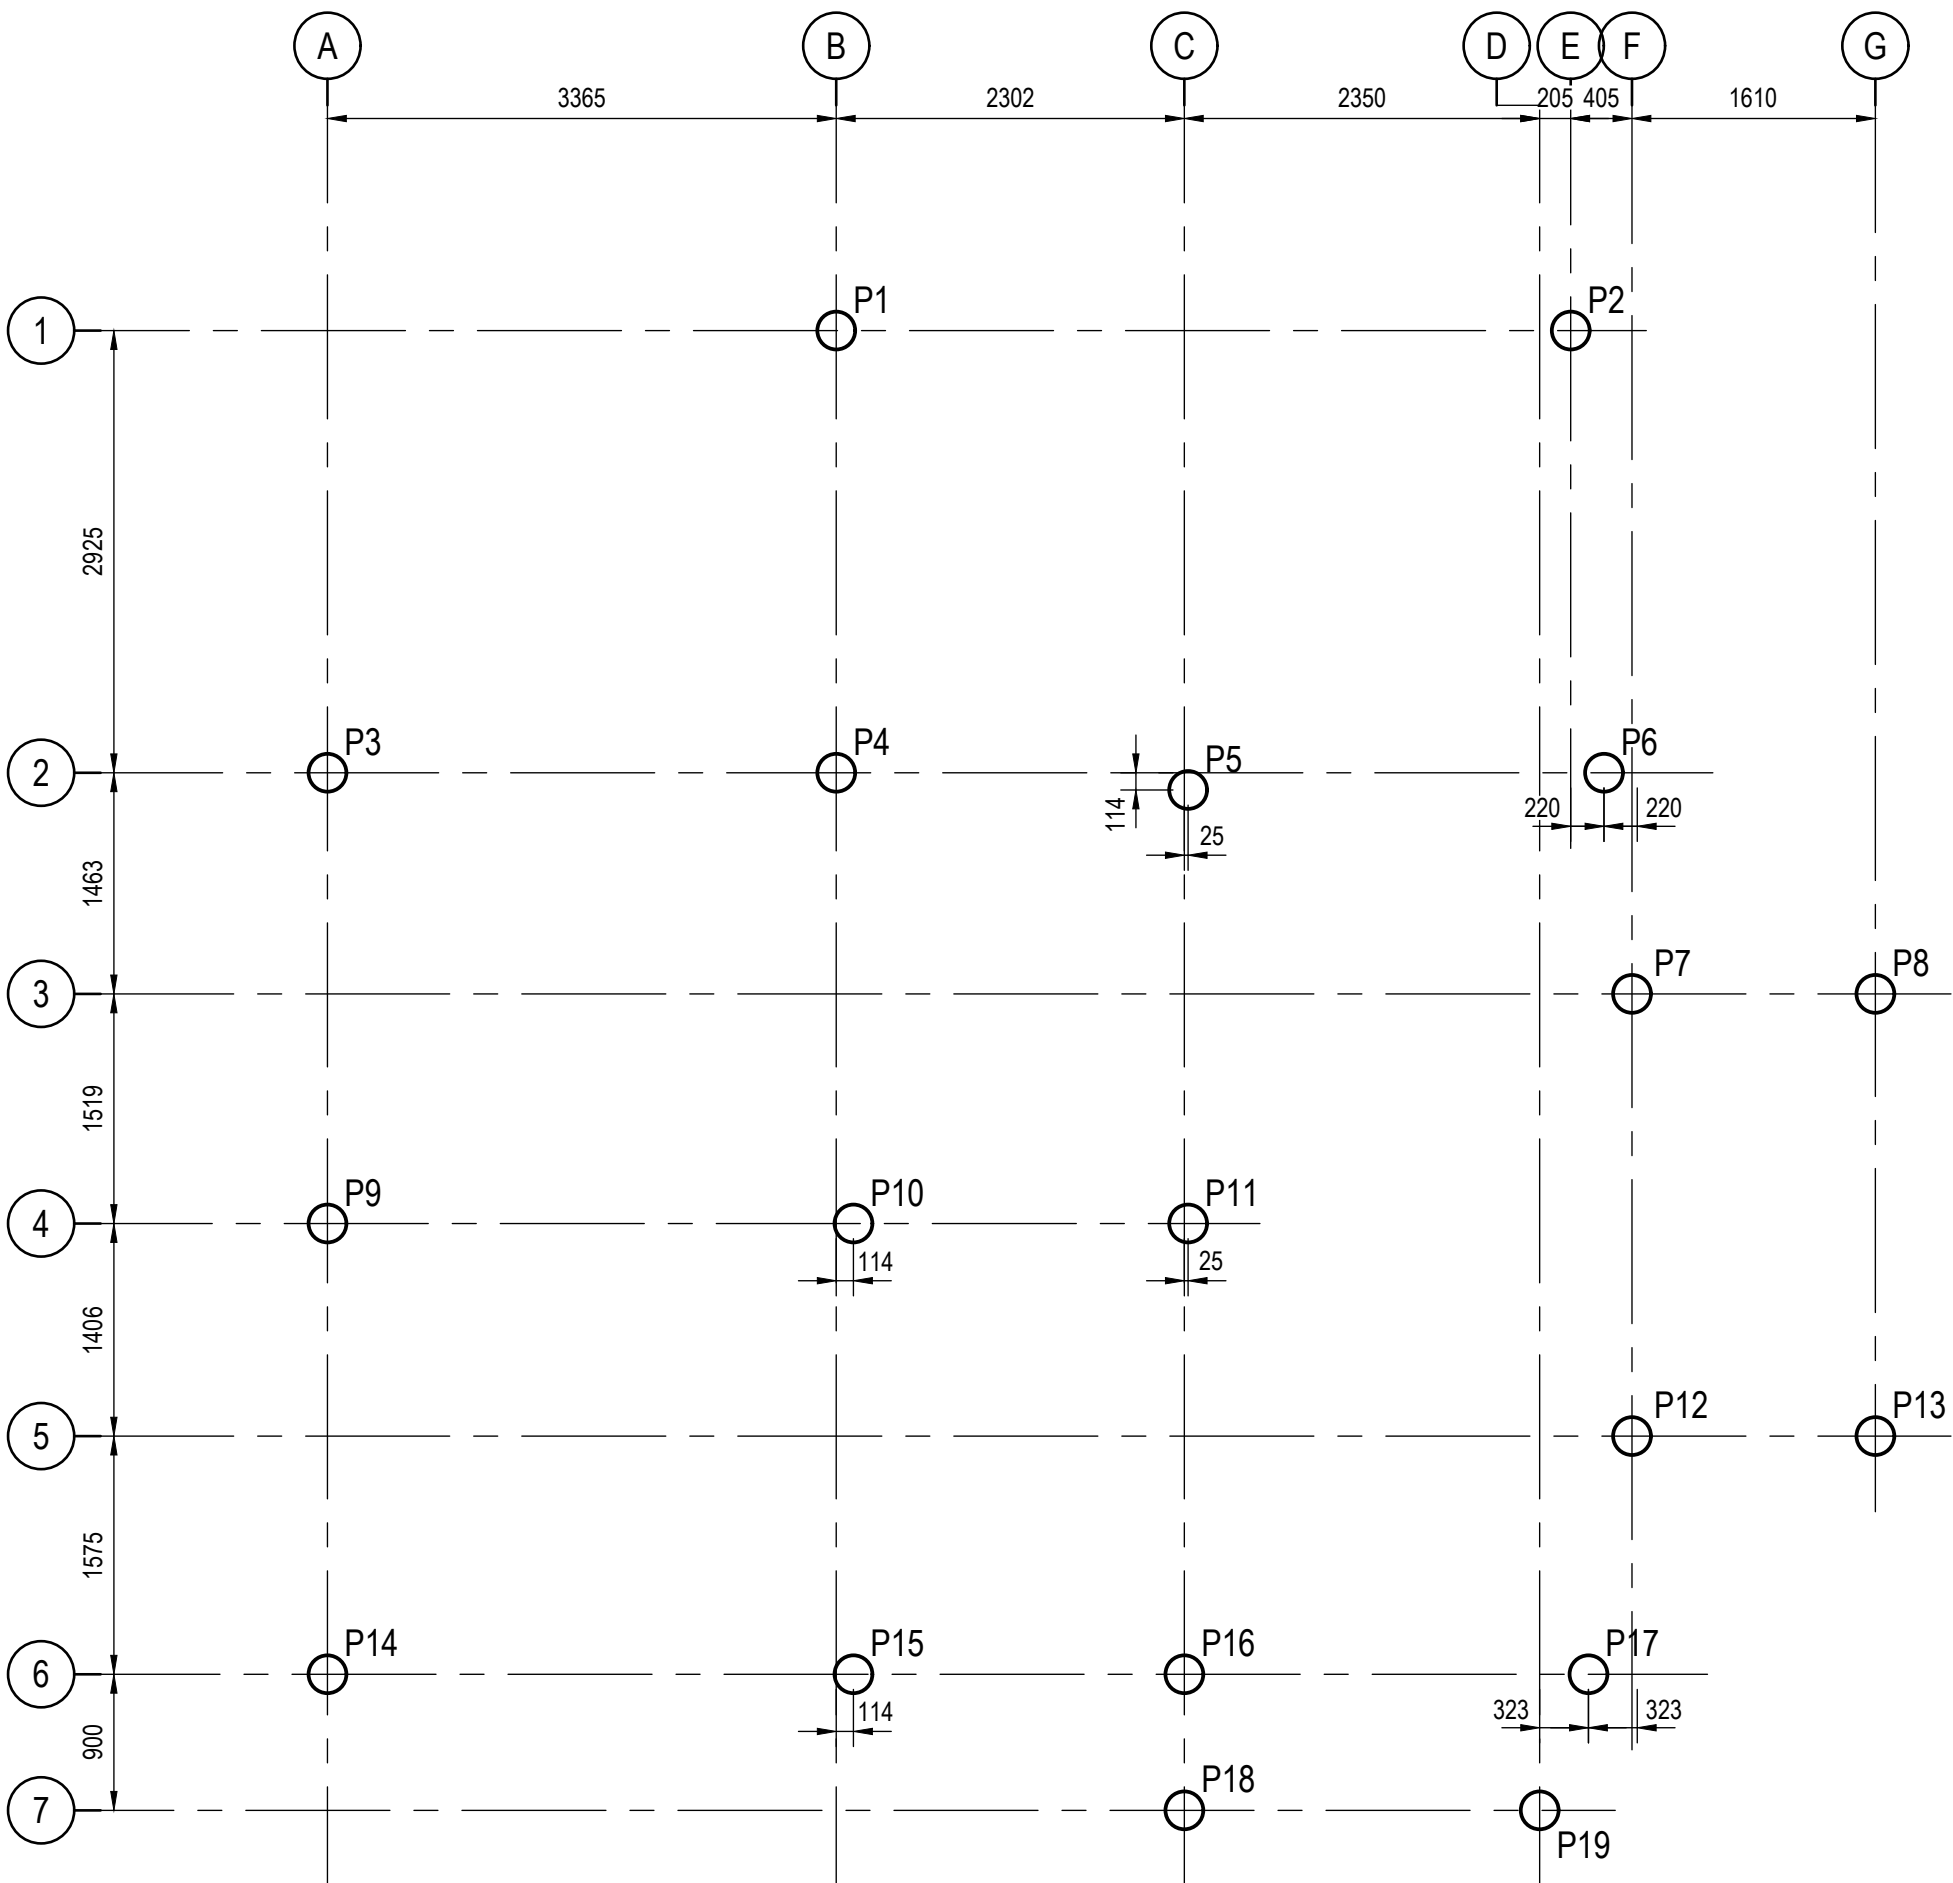 A B C D E F G
3365 2302 2350 205 405 1610
1 P1 P2
2925
2 P3 P4 P5 P6
114 25 220 220
1463
3 P7 P8
1519
4 P9 P10 P11
114 25
1406
5 P12 P13
1575
6 P14 P15 P16 P17
114 323 323
900
7 P18
P19